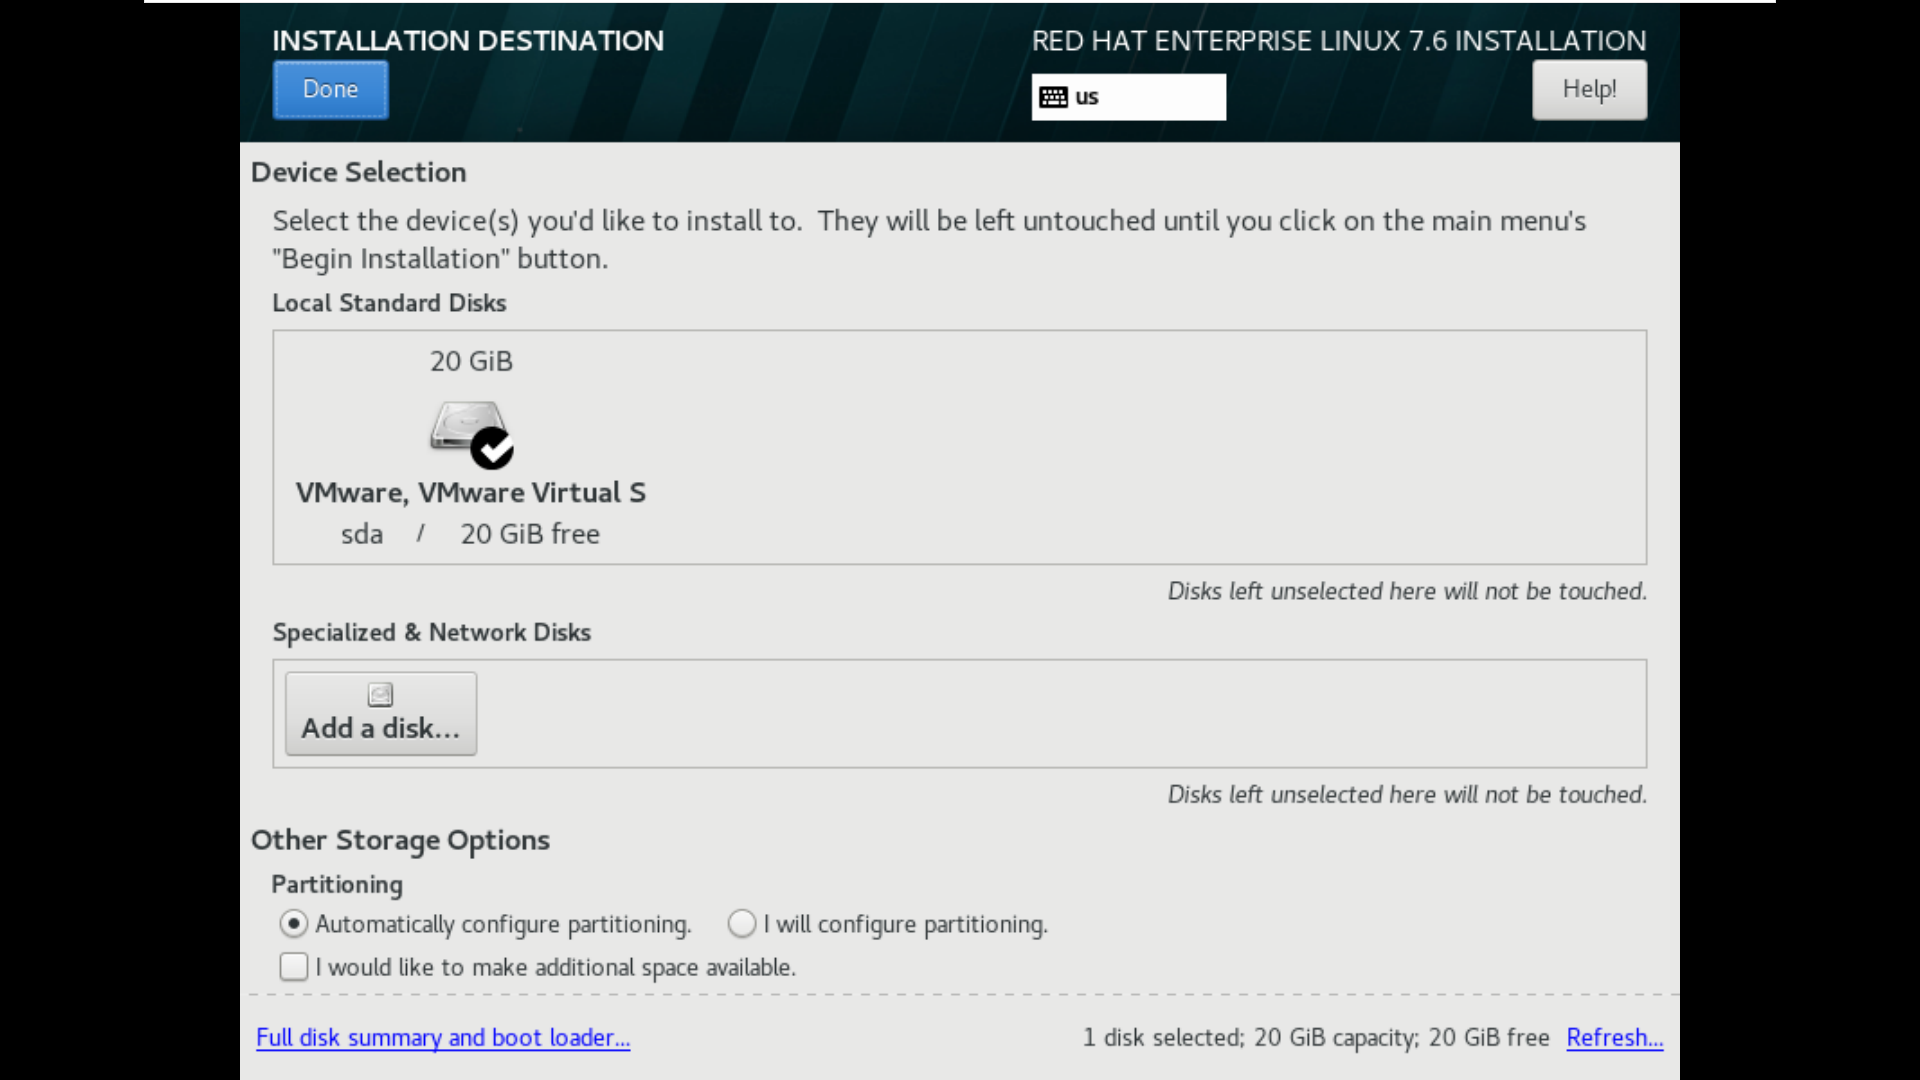 INSTALLATION DESTINATION
RED HAT ENTERPRISE LINUX 7.6 INSTALLATION
Done
us
Help!
Device Selection
Select the device(s) you'd like to install to.  They will be left untouched until you click on the main menu's
"Begin Installation" button.
Local Standard Disks
20 GiB
VMware, VMware Virtual S
sda / 20 GiB free
Disks left unselected here will not be touched.
Specialized & Network Disks
Add a disk...
Disks left unselected here will not be touched.
Other Storage Options
Partitioning
Automatically configure partitioning. I will configure partitioning.
I would like to make additional space available.
Full disk summary and boot loader...
1 disk selected; 20 GiB capacity; 20 GiB free Refresh...